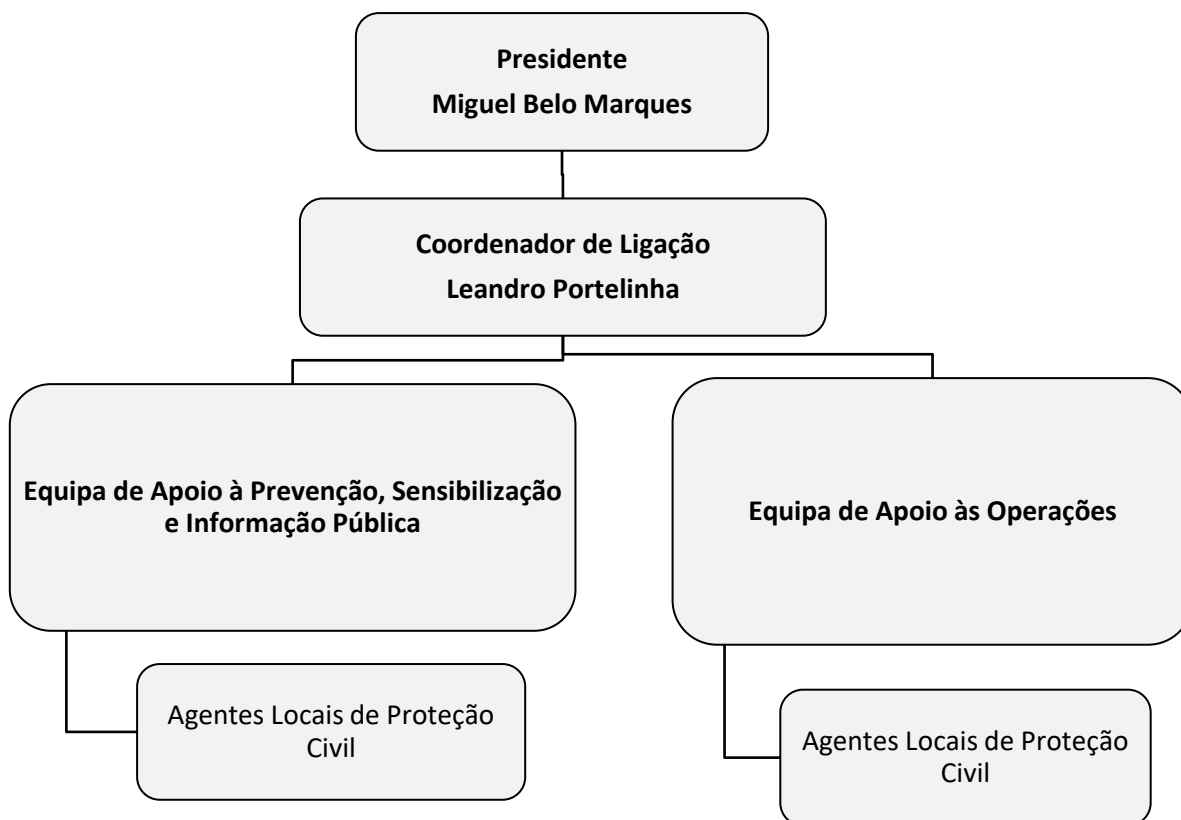 Presidente
Miguel Belo Marques
Coordenador de Ligação
Leandro Portelinha
Equipa de Apoio à Prevenção, Sensibilização
e Informação Pública
Equipa de Apoio às Operações
Agentes Locais de Proteção
Civil
Agentes Locais de Proteção
Civil